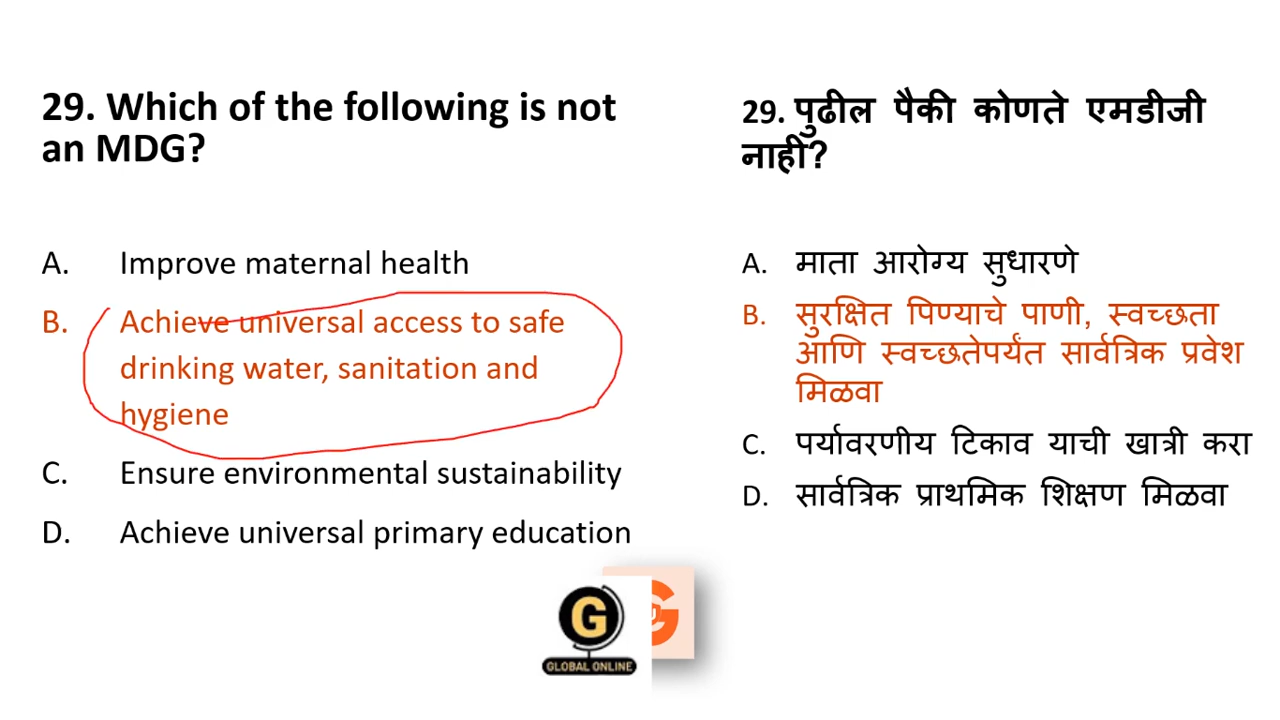 29. Which of the following is not
an MDG?
A. Improve maternal health
B. Achieve universal access to safe
drinking water, sanitation and
hygiene
C. Ensure environmental sustainability
D. Achieve universal primary education
29. पुढील पैकी कोणते एमडीजी
नाही?
A. माता आरोग्य सुधारणे
B. सुरक्षित पिण्याचे पाणी, स्वच्छता
आणि स्वच्छतेपर्यंत सार्वत्रिक प्रवेश
मिळवा
C. पर्यावरणीय टिकाव याची खात्री करा
D. सार्वत्रिक प्राथमिक शिक्षण मिळवा
G
GLOBAL ONLINE